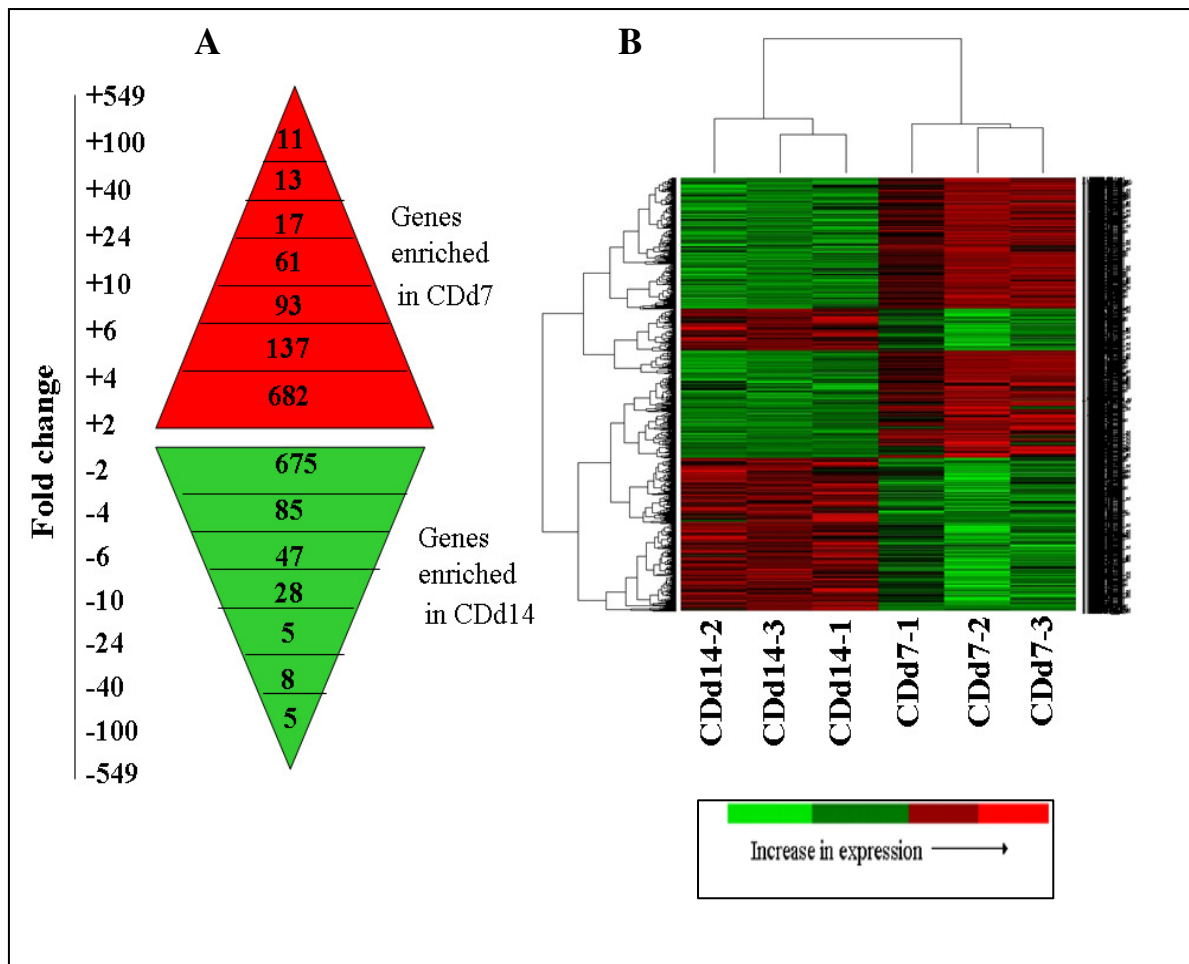 A
B
Fold change
+549
+100
+40
+24
+10
+6
+4
+2
-2
-4
-6
-10
-24
-40
-100
-549
11
13
17
61
93
137
682
675
85
47
28
5
8
5
Genes
enriched
in CDd7
Genes
enriched
in CDd14
CDd14-2
CDd14-3
CDd14-1
CDd7-1
CDd7-2
CDd7-3
Increase in expression